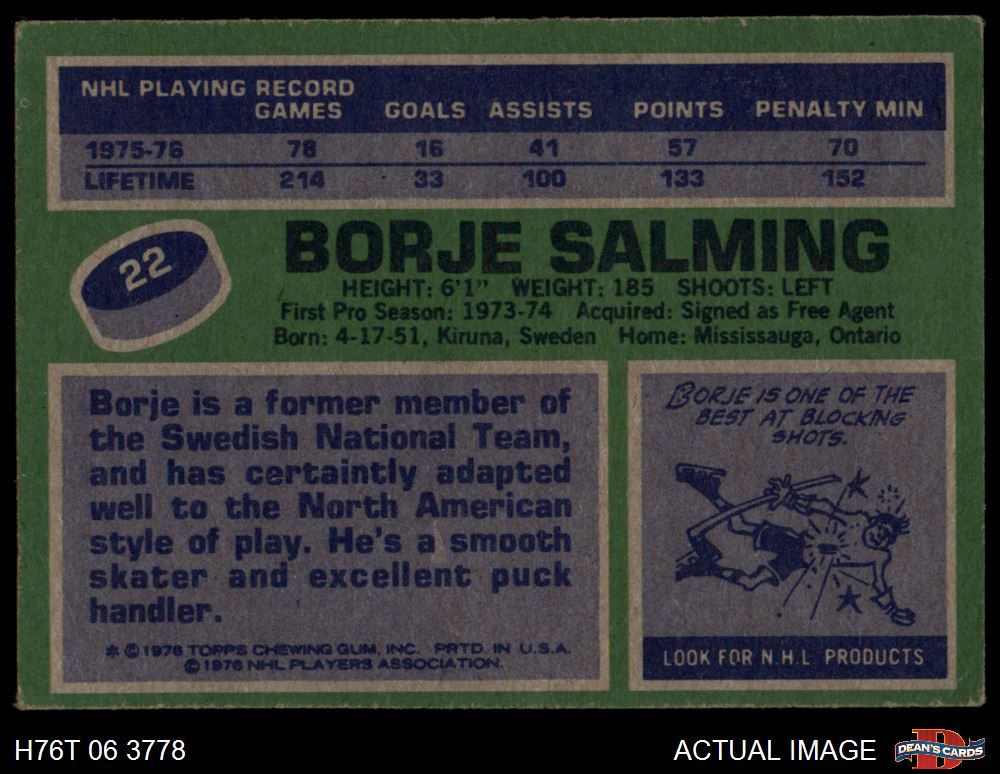 NHL PLAYING RECORD
GAMES GOALS ASSISTS POINTS PENALTY MIN
1975-76 78 16 41 57 70
LIFETIME 214 33 100 133 152
22
BORJE SALMING
HEIGHT: 6'1" WEIGHT: 185 SHOOTS: LEFT
First Pro Season: 1973-74 Acquired: Signed as Free Agent
Born: 4-17-51, Kiruna, Sweden Home: Mississauga, Ontario
Borje is a former member of
the Swedish National Team,
and has certaintly adapted
well to the North American
style of play. He's a smooth
skater and excellent puck
handler.
* © 1976 TOPPS CHEWING GUM, INC. PRTD. IN U.S.A.
© 1976 NHL PLAYERS ASSOCIATION.
BORJE IS ONE OF THE
BEST AT BLOCKING
SHOTS.
LOOK FOR N.H.L PRODUCTS
H76T 06 3778
ACTUAL IMAGE
D
DEAN'S CARDS